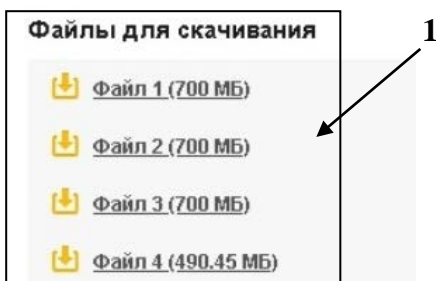 Файлы для скачивания
1
Файл 1 (700 МБ)
Файл 2 (700 МБ)
Файл 3 (700 МБ)
Файл 4 (490.45 МБ)